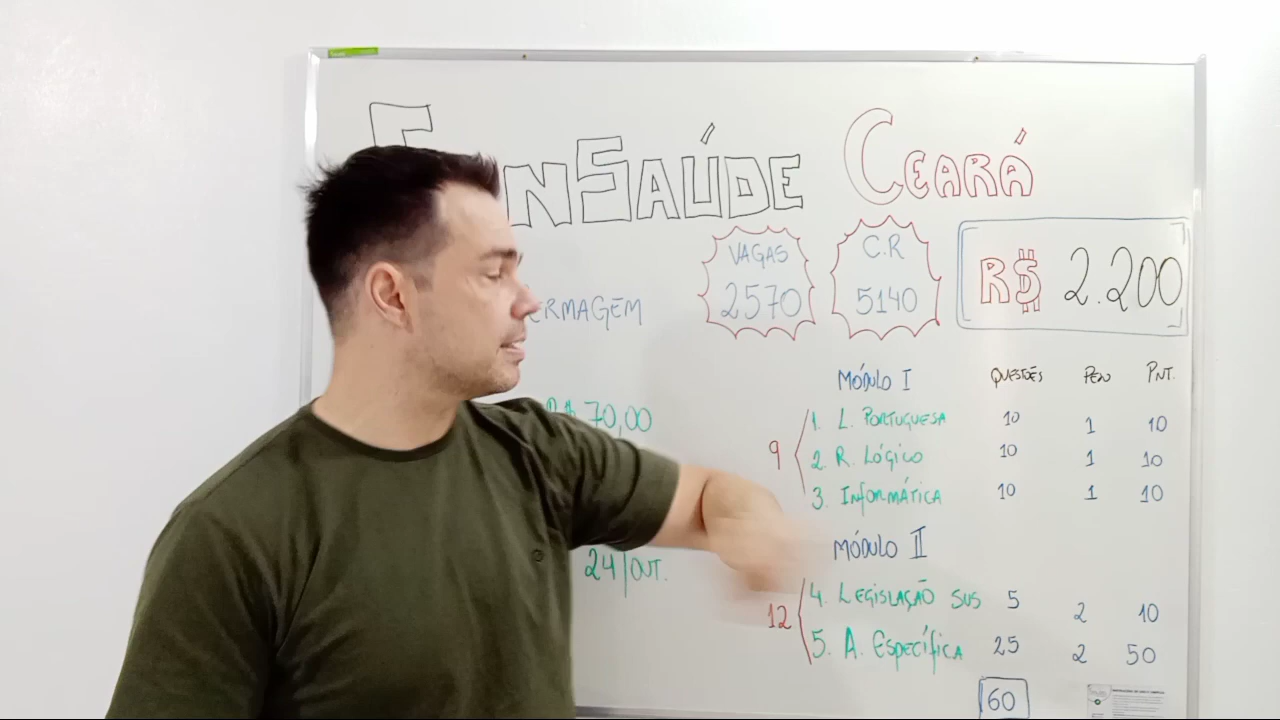 F nSaúde Ceará
VAGAS
2570
C.R
5140
R$ 2.200
ERMAGEM
MÓDULO I QUESTÕES PESO PNT.
R$ 70,00
9
1. L. PORTUGUESA 10 1 10
2. R. LÓGICO 10 1 10
3. INFORMÁTICA 10 1 10
MÓDULO II
24/OUT.
12
4. LEGISLAÇÃO SUS 5 2 10
5. A. ESPECÍFICA 25 2 50
60